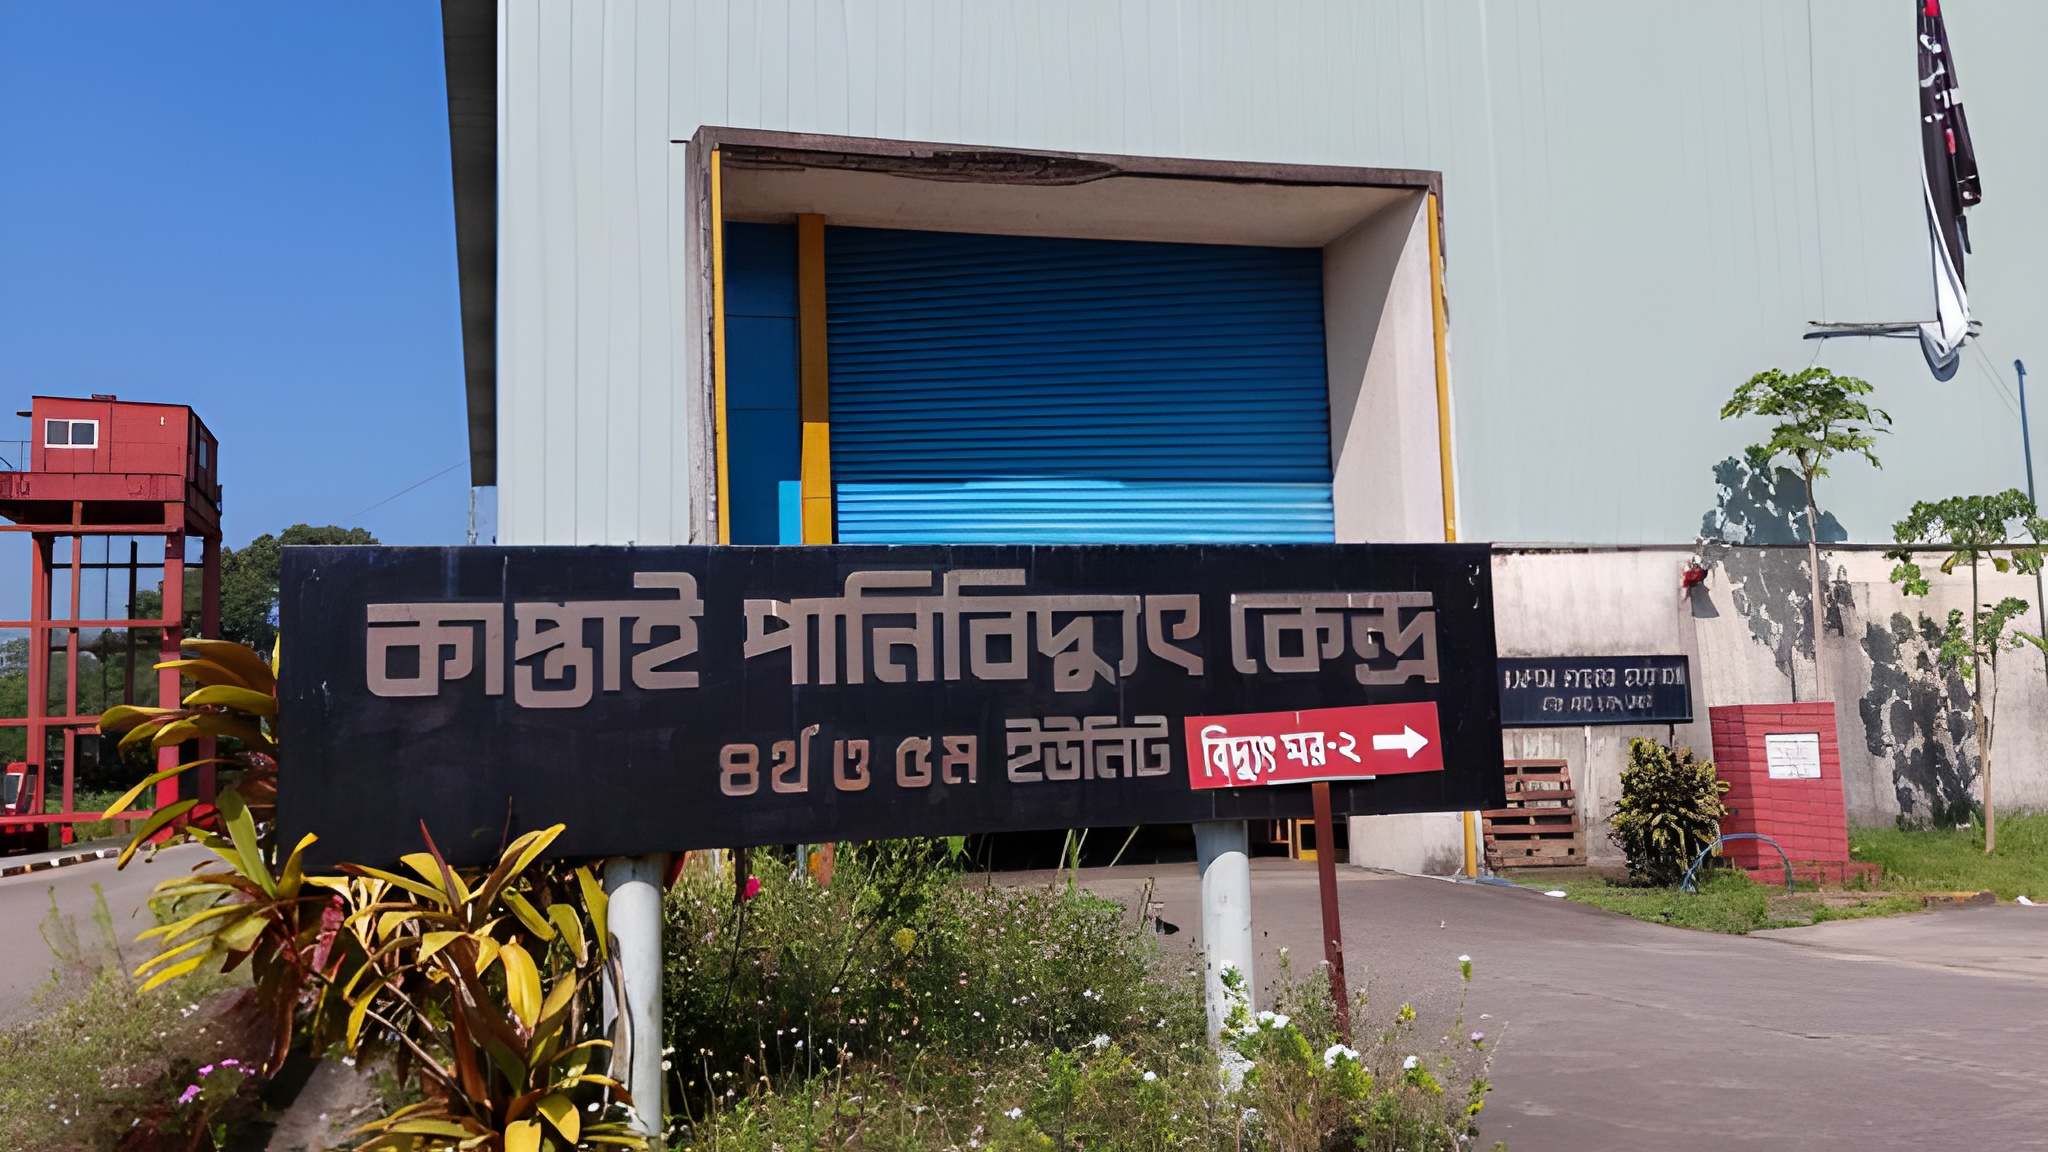 কাপ্তাই পানিবিদ্যুৎ কেন্দ্র
৪র্থ ও ৫ম ইউনিট
বিদ্যুৎ ঘর-২